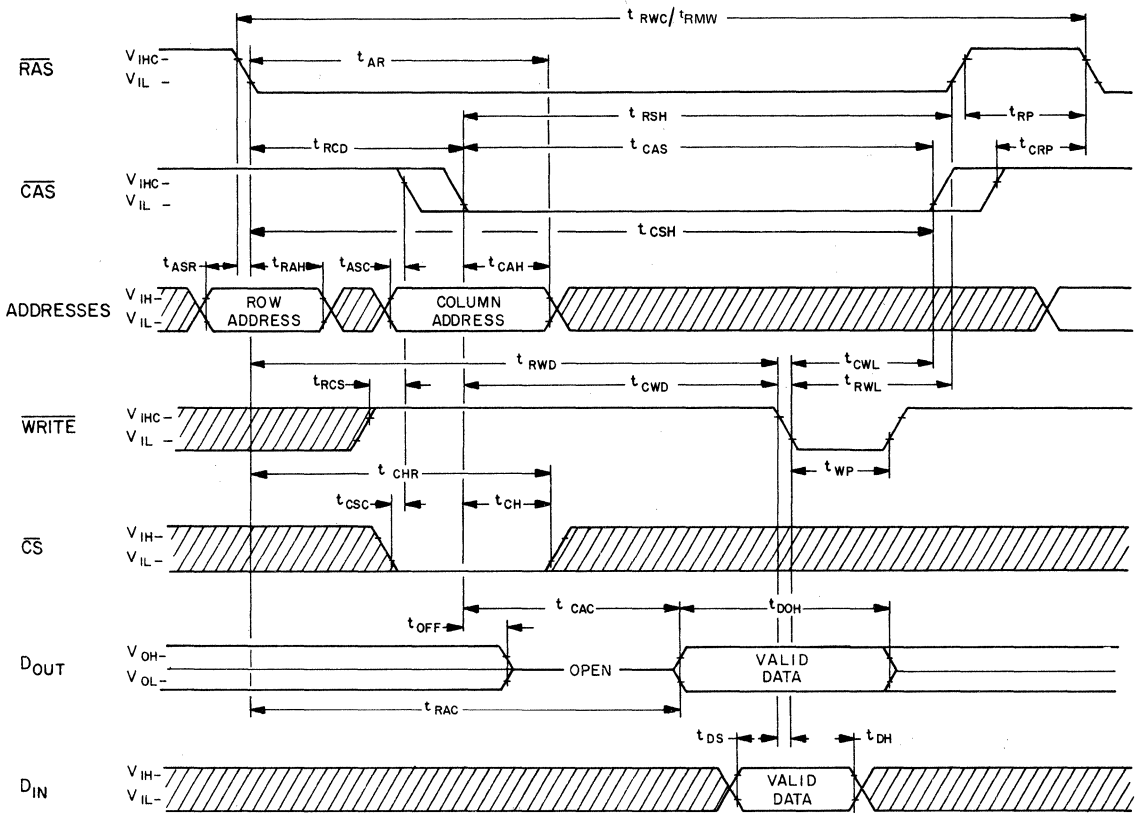 t RWC/tRMW
RAS
V IHC
V IL
t AR
t RSH
t RP
t RCD
t CAS
t CRP
CAS
V IHC
V IL
t CSH
t ASR
t RAH
t ASC
t CAH
ADDRESSES
V IH
V IL
ROW ADDRESS
COLUMN ADDRESS
t RWD
t CWL
t RCS
t CWD
t RWL
WRITE
V IHC
V IL
t CHR
t WP
t CSC
t CH
CS
V IH
V IL
t CAC
t DOH
t OFF
D OUT
V OH
V OL
OPEN
VALID DATA
t RAC
t DS
t DH
D IN
V IH
V IL
VALID DATA